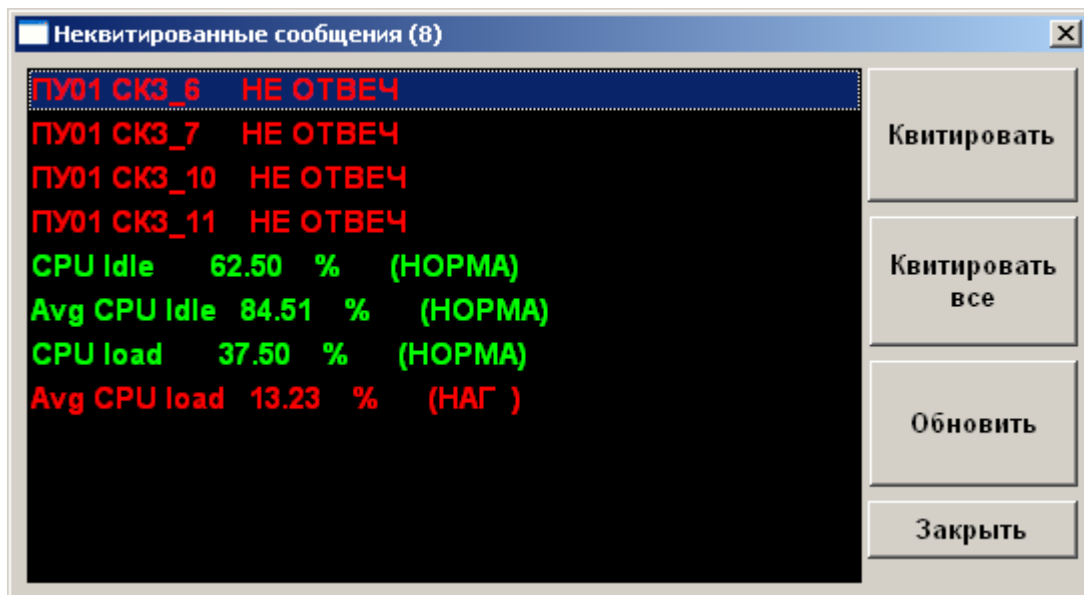 Неквитированные сообщения (8)
ПУ01 СКЗ_6 НЕ ОТВЕЧ
ПУ01 СКЗ_7 НЕ ОТВЕЧ
ПУ01 СКЗ_10 НЕ ОТВЕЧ
ПУ01 СКЗ_11 НЕ ОТВЕЧ
CPU Idle 62.50 % (НОРМА)
Avg CPU Idle 84.51 % (НОРМА)
CPU load 37.50 % (НОРМА)
Avg CPU load 13.23 % (НАГ )
Квитировать
Квитировать
все
Обновить
Закрыть